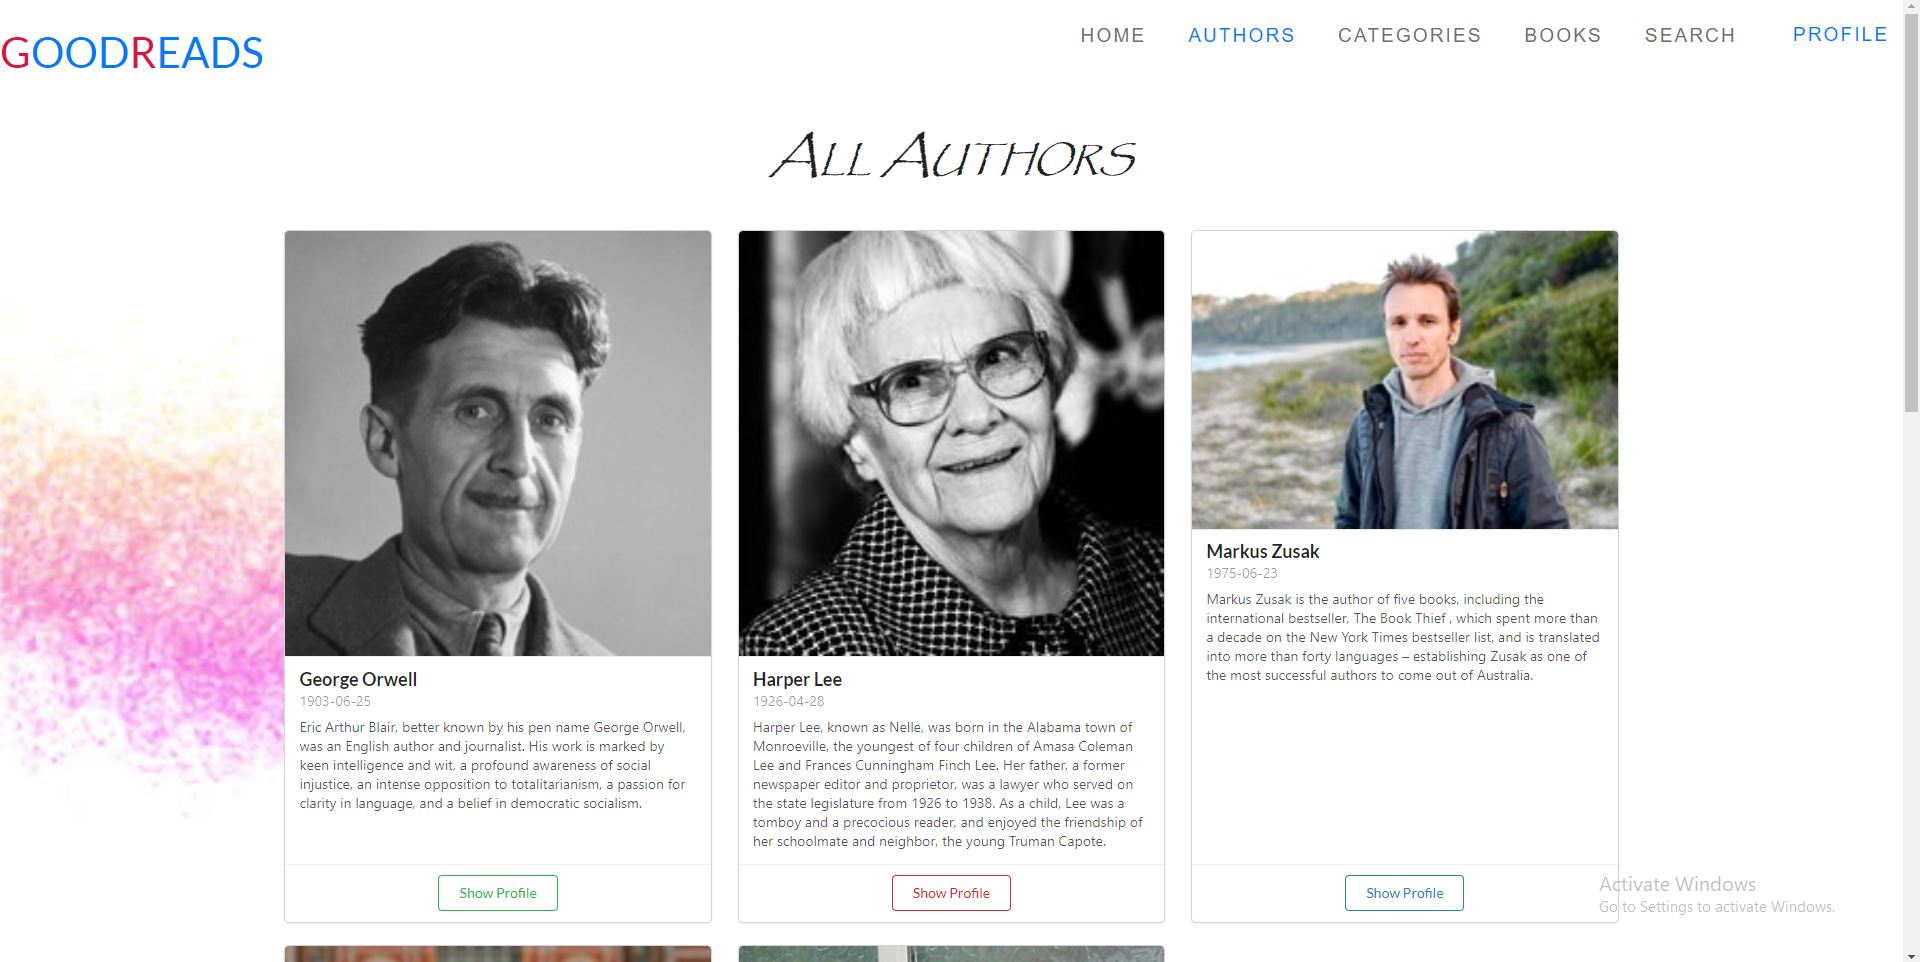 GOODREADS
HOME AUTHORS CATEGORIES BOOKS SEARCH PROFILE
ALL AUTHORS
George Orwell
1903-06-25
Eric Arthur Blair, better known by his pen name George Orwell,
was an English author and journalist. His work is marked by
keen intelligence and wit, a profound awareness of social
injustice, an intense opposition to totalitarianism, a passion for
clarity in language, and a belief in democratic socialism.
Show Profile
Harper Lee
1926-04-28
Harper Lee, known as Nelle, was born in the Alabama town of
Monroeville, the youngest of four children of Amasa Coleman
Lee and Frances Cunningham Finch Lee. Her father, a former
newspaper editor and proprietor, was a lawyer who served on
the state legislature from 1926 to 1938. As a child, Lee was a
tomboy and a precocious reader, and enjoyed the friendship of
her schoolmate and neighbor, the young Truman Capote.
Show Profile
Markus Zusak
1975-06-23
Markus Zusak is the author of five books, including the
international bestseller, The Book Thief , which spent more than
a decade on the New York Times bestseller list, and is translated
into more than forty languages – establishing Zusak as one of
the most successful authors to come out of Australia.
Show Profile
Activate Windows
Go to Settings to activate Windows.